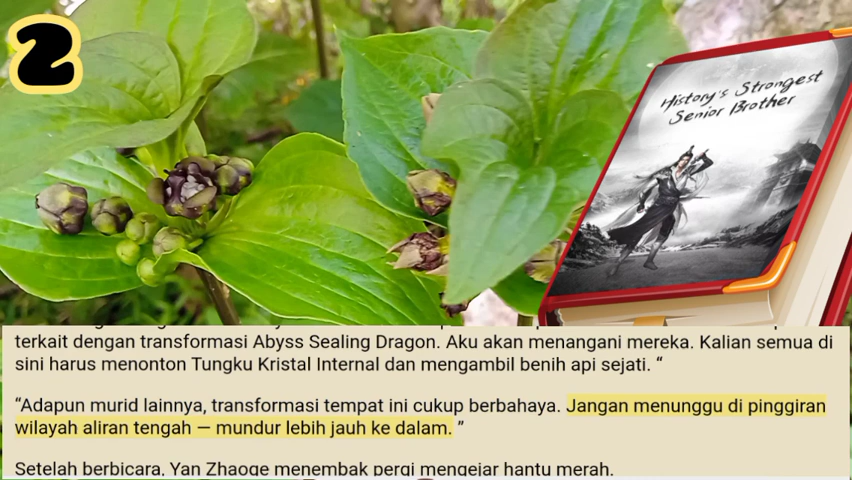 2
History's Strongest
Senior Brother
terkait dengan transformasi Abyss Sealing Dragon. Aku akan menangani mereka. Kalian semua di
sini harus menonton Tungku Kristal Internal dan mengambil benih api sejati. “
“Adapun murid lainnya, transformasi tempat ini cukup berbahaya. Jangan menunggu di pinggiran
wilayah aliran tengah — mundur lebih jauh ke dalam. ”
Setelah berbicara, Yan Zhaoge menembak pergi mengejar hantu merah.